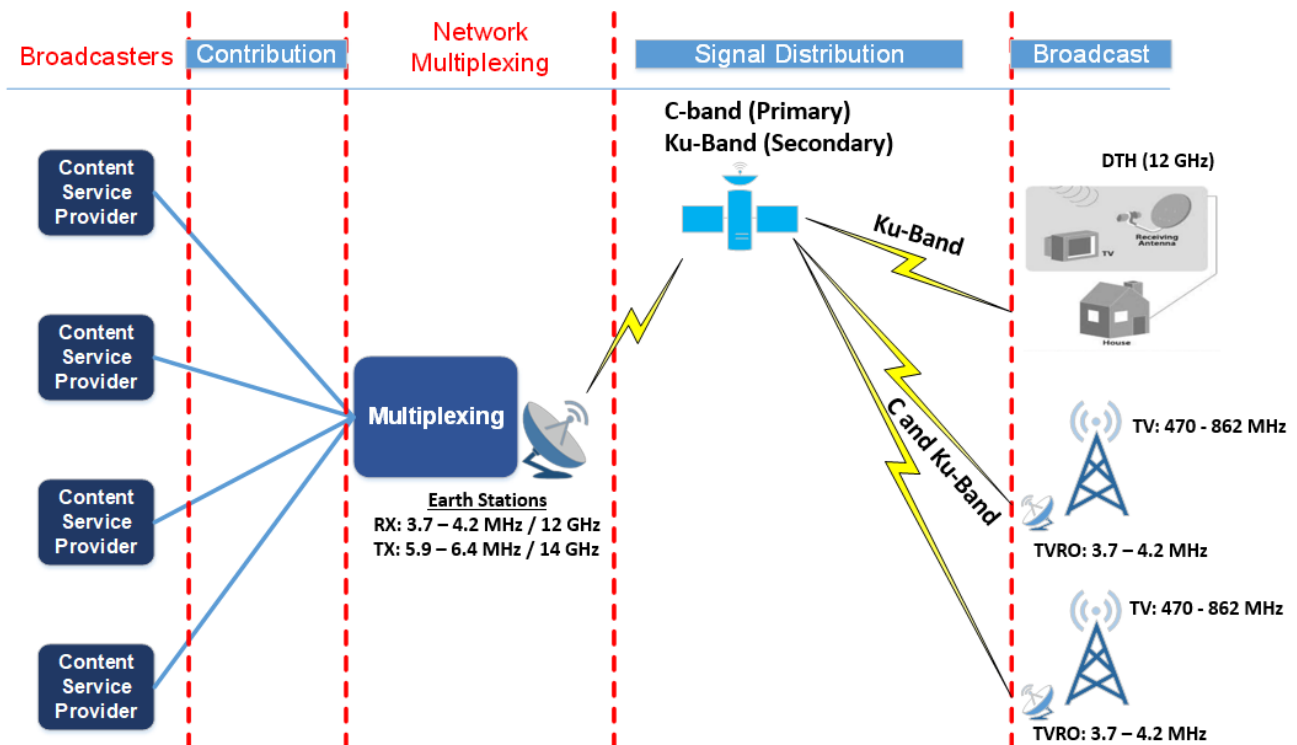 Broadcasters
Contribution
Network
Multiplexing
Signal Distribution
Broadcast
Content
Service
Provider
Content
Service
Provider
Content
Service
Provider
Content
Service
Provider
Multiplexing
Earth Stations
RX: 3.7 – 4.2 MHz / 12 GHz
TX: 5.9 – 6.4 MHz / 14 GHz
C-band (Primary)
Ku-Band (Secondary)
Ku-Band
C and Ku-Band
DTH (12 GHz)
Receiving
Antenna
TV
House
TV: 470 - 862 MHz
TVRO: 3.7 – 4.2 MHz
TV: 470 - 862 MHz
TVRO: 3.7 – 4.2 MHz